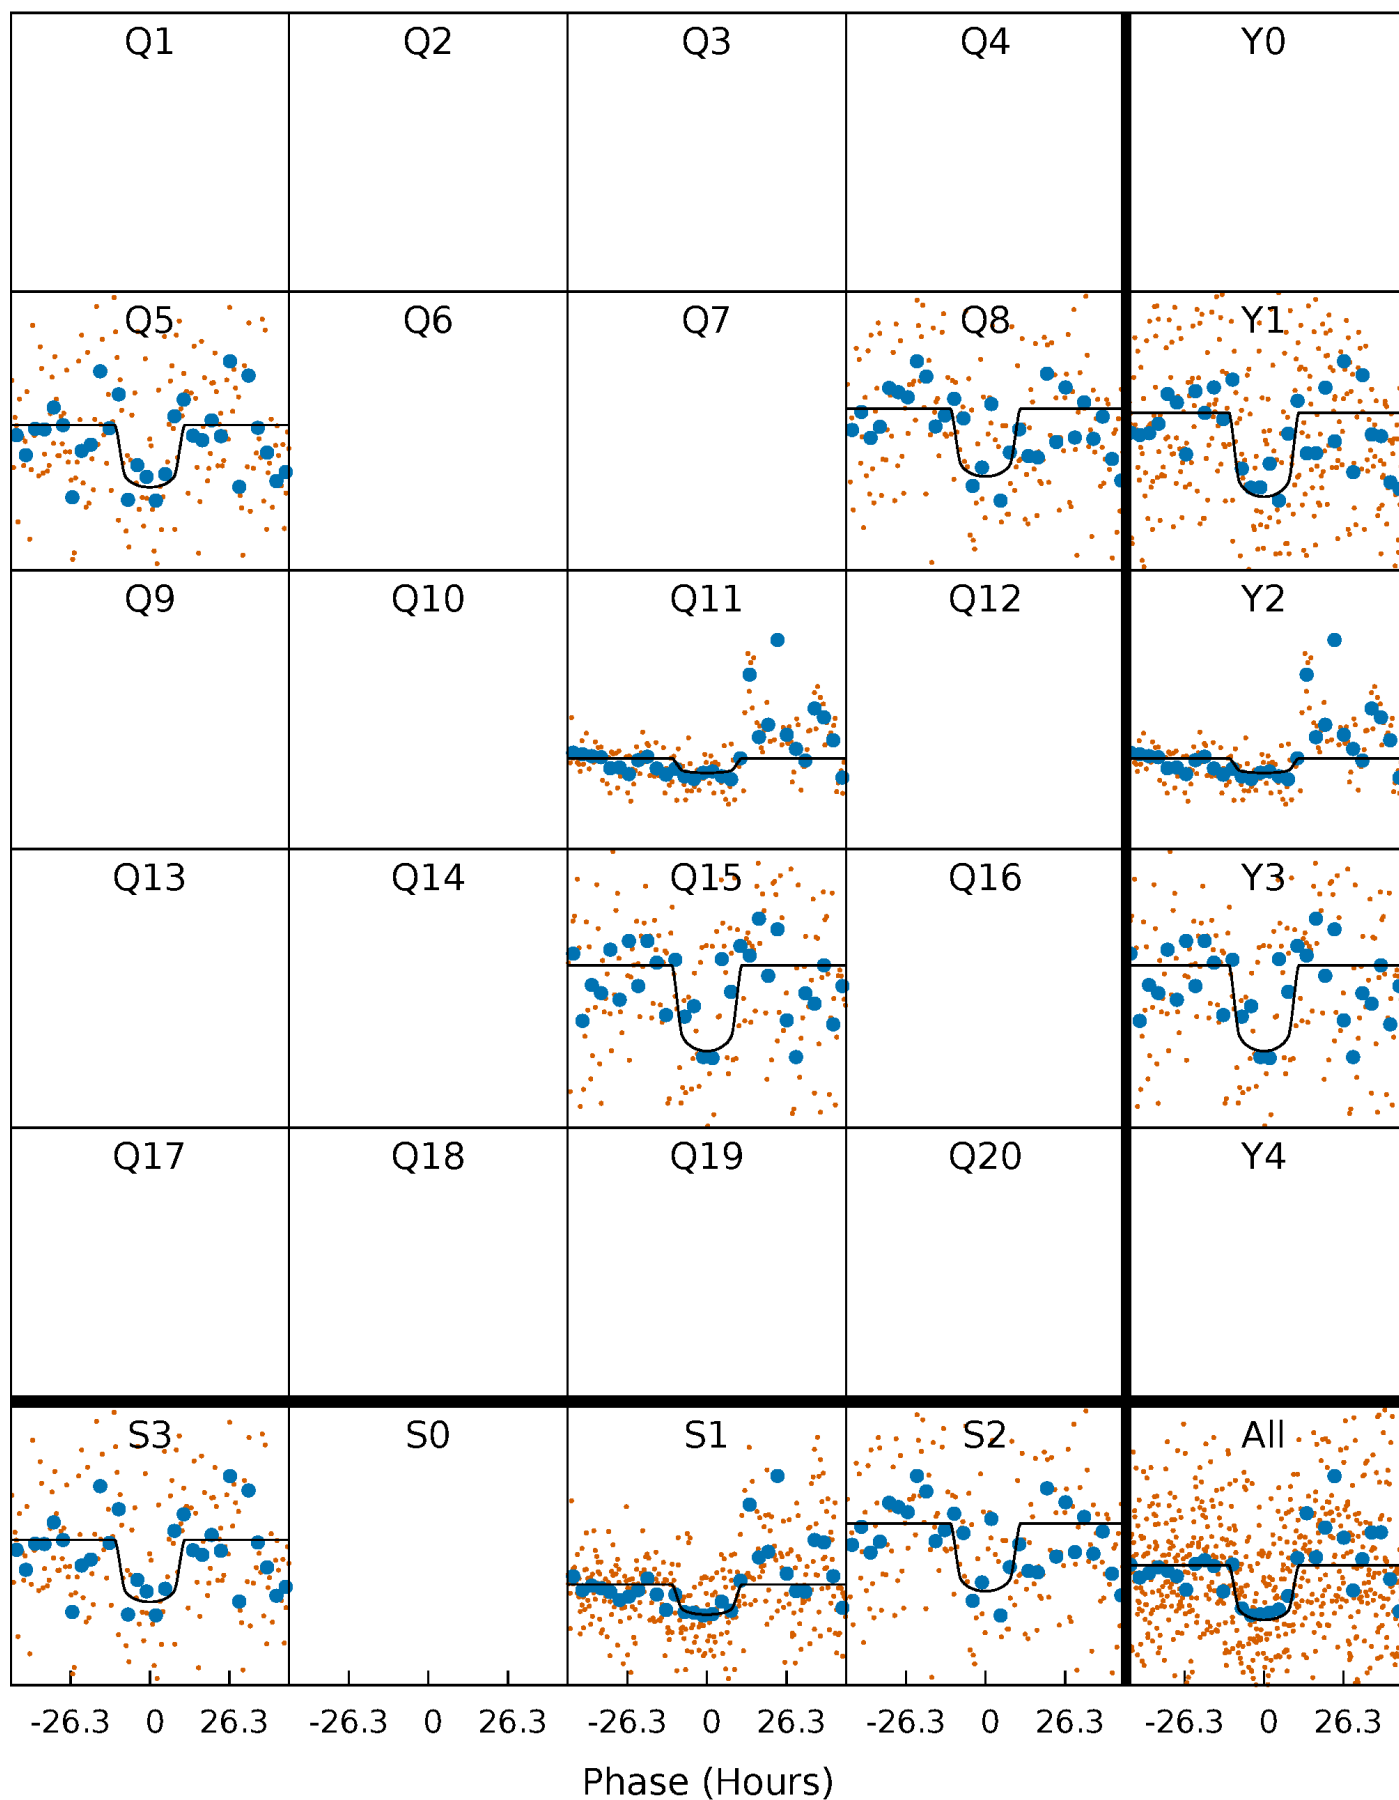 Q1 Q2 Q3 Q4 Y0
Q5 Q6 Q7 Q8 Y1
Q9 Q10 Q11 Q12 Y2
Q13 Q14 Q15 Q16 Y3
Q17 Q18 Q19 Q20 Y4
S3 S0 S1 S2 All
-26.3 0 26.3 -26.3 0 26.3 -26.3 0 26.3 -26.3 0 26.3 -26.3 0 26.3
Phase (Hours)